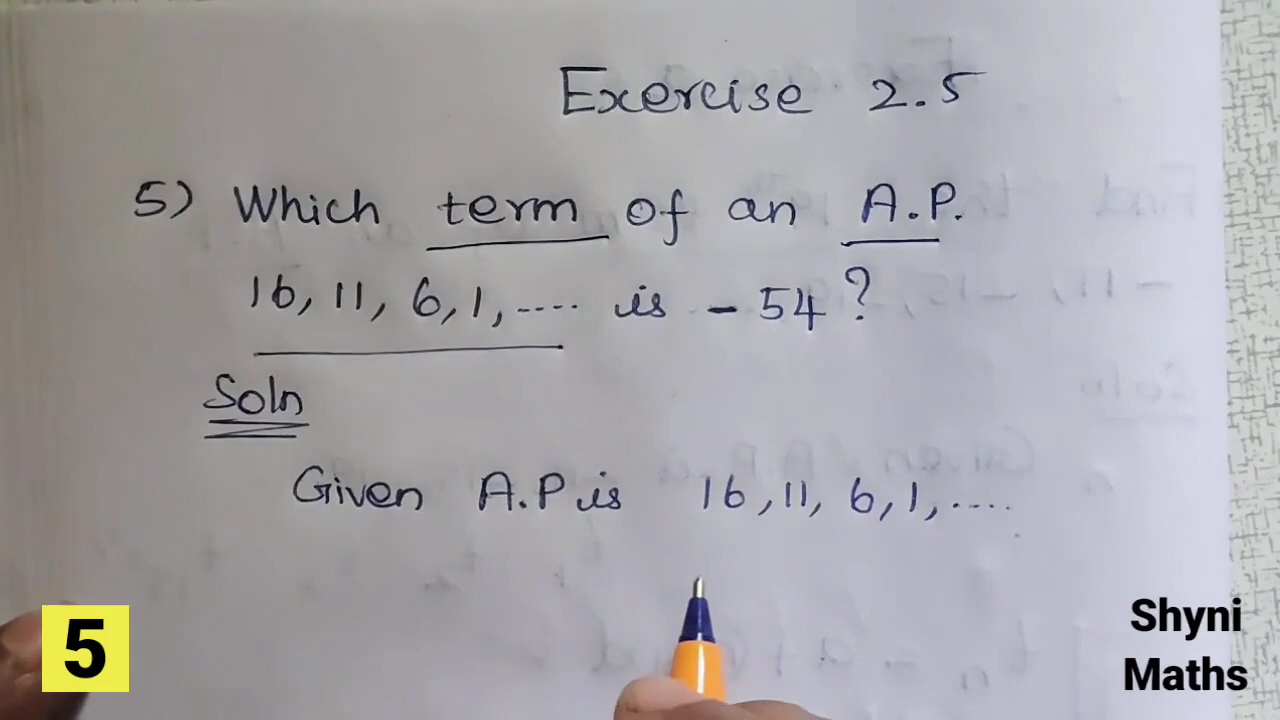 Exercise 2.5
5) Which term of an A.P.
16, 11, 6, 1, .... is - 54 ?
Soln
Given A.P is 16, 11, 6, 1, ....
5
Shyni
Maths